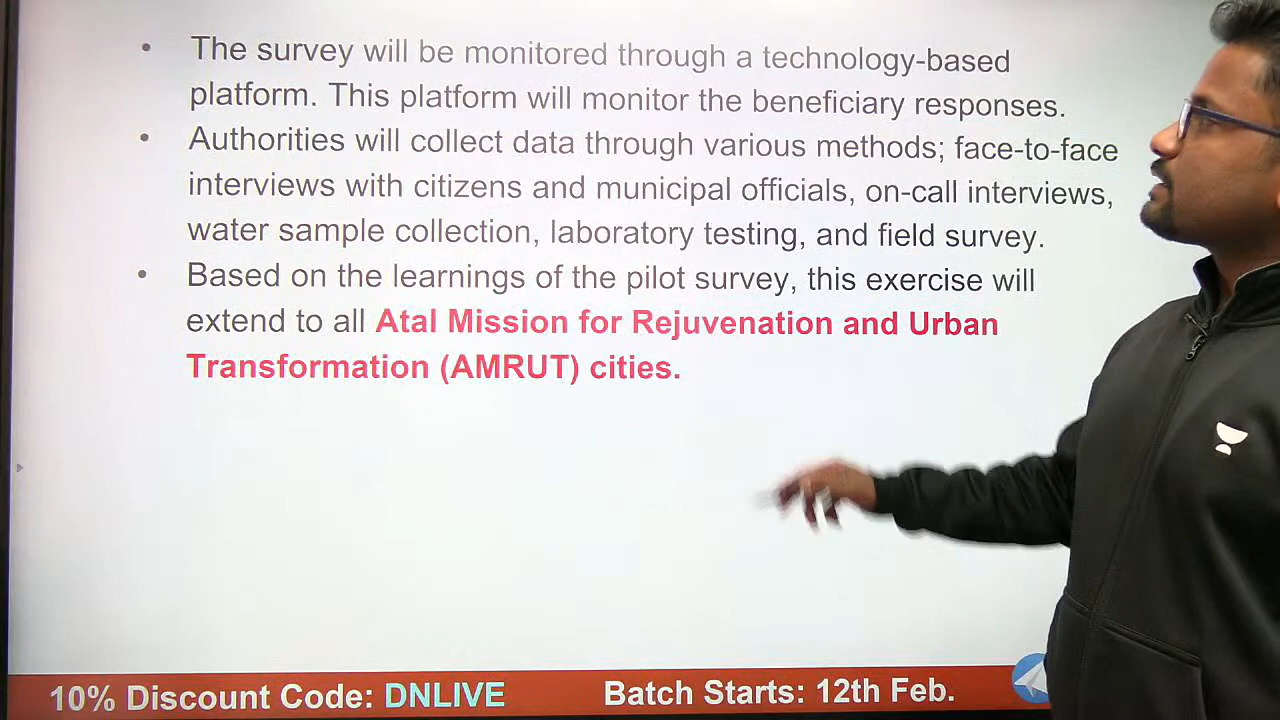 • The survey will be monitored through a technology-based
platform. This platform will monitor the beneficiary responses.
• Authorities will collect data through various methods; face-to-face
interviews with citizens and municipal officials, on-call interviews,
water sample collection, laboratory testing, and field survey.
• Based on the learnings of the pilot survey, this exercise will
extend to all Atal Mission for Rejuvenation and Urban
Transformation (AMRUT) cities.
10% Discount Code: DNLIVE Batch Starts: 12th Feb.